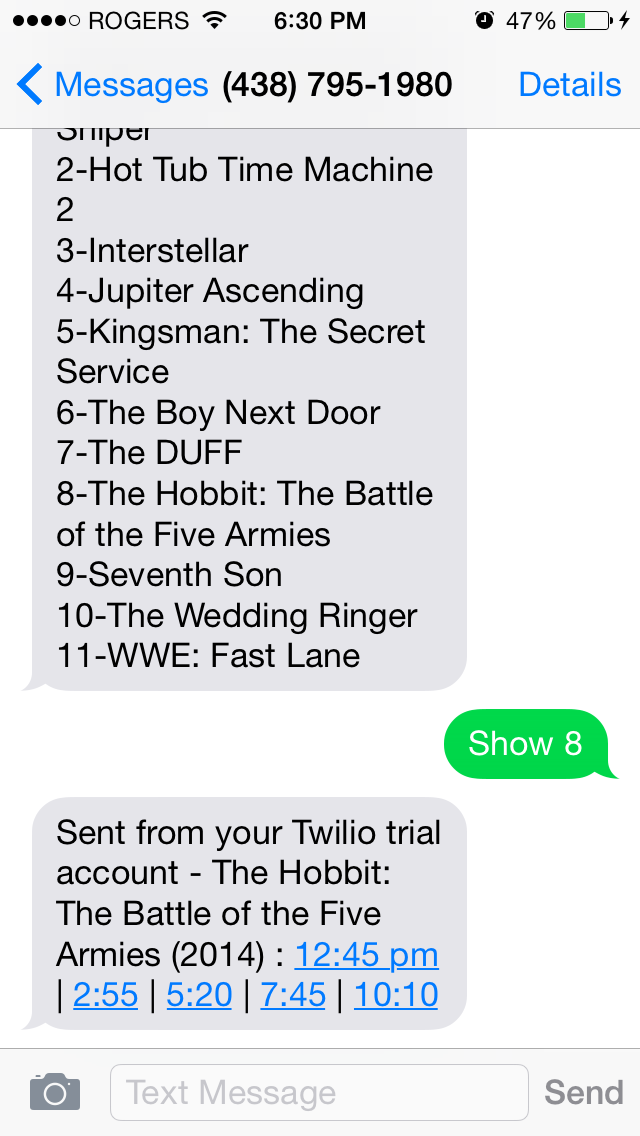 ROGERS 6:30 PM 47%
Messages (438) 795-1980 Details
Sniper
2-Hot Tub Time Machine
2
3-Interstellar
4-Jupiter Ascending
5-Kingsman: The Secret
Service
6-The Boy Next Door
7-The DUFF
8-The Hobbit: The Battle
of the Five Armies
9-Seventh Son
10-The Wedding Ringer
11-WWE: Fast Lane
Show 8
Sent from your Twilio trial
account - The Hobbit:
The Battle of the Five
Armies (2014) : 12:45 pm
| 2:55 | 5:20 | 7:45 | 10:10
Text Message Send